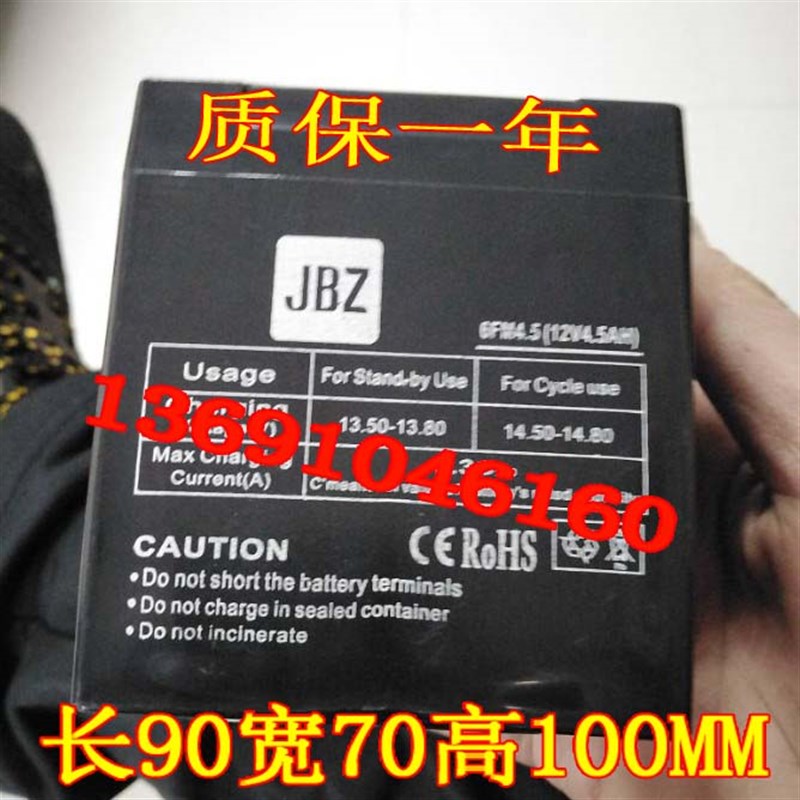 质保一年
JBZ
6FM4.5(12V4.5AH)
Usage For Stand-by Use For Cycle use
Charging 13.50-13.80 14.50-14.80
13691046160
Max Charging
Current(A)
CAUTION CE RoHS
•Do not short the battery terminals
•Do not charge in sealed container
•Do not incinerate
长90宽70高100MM